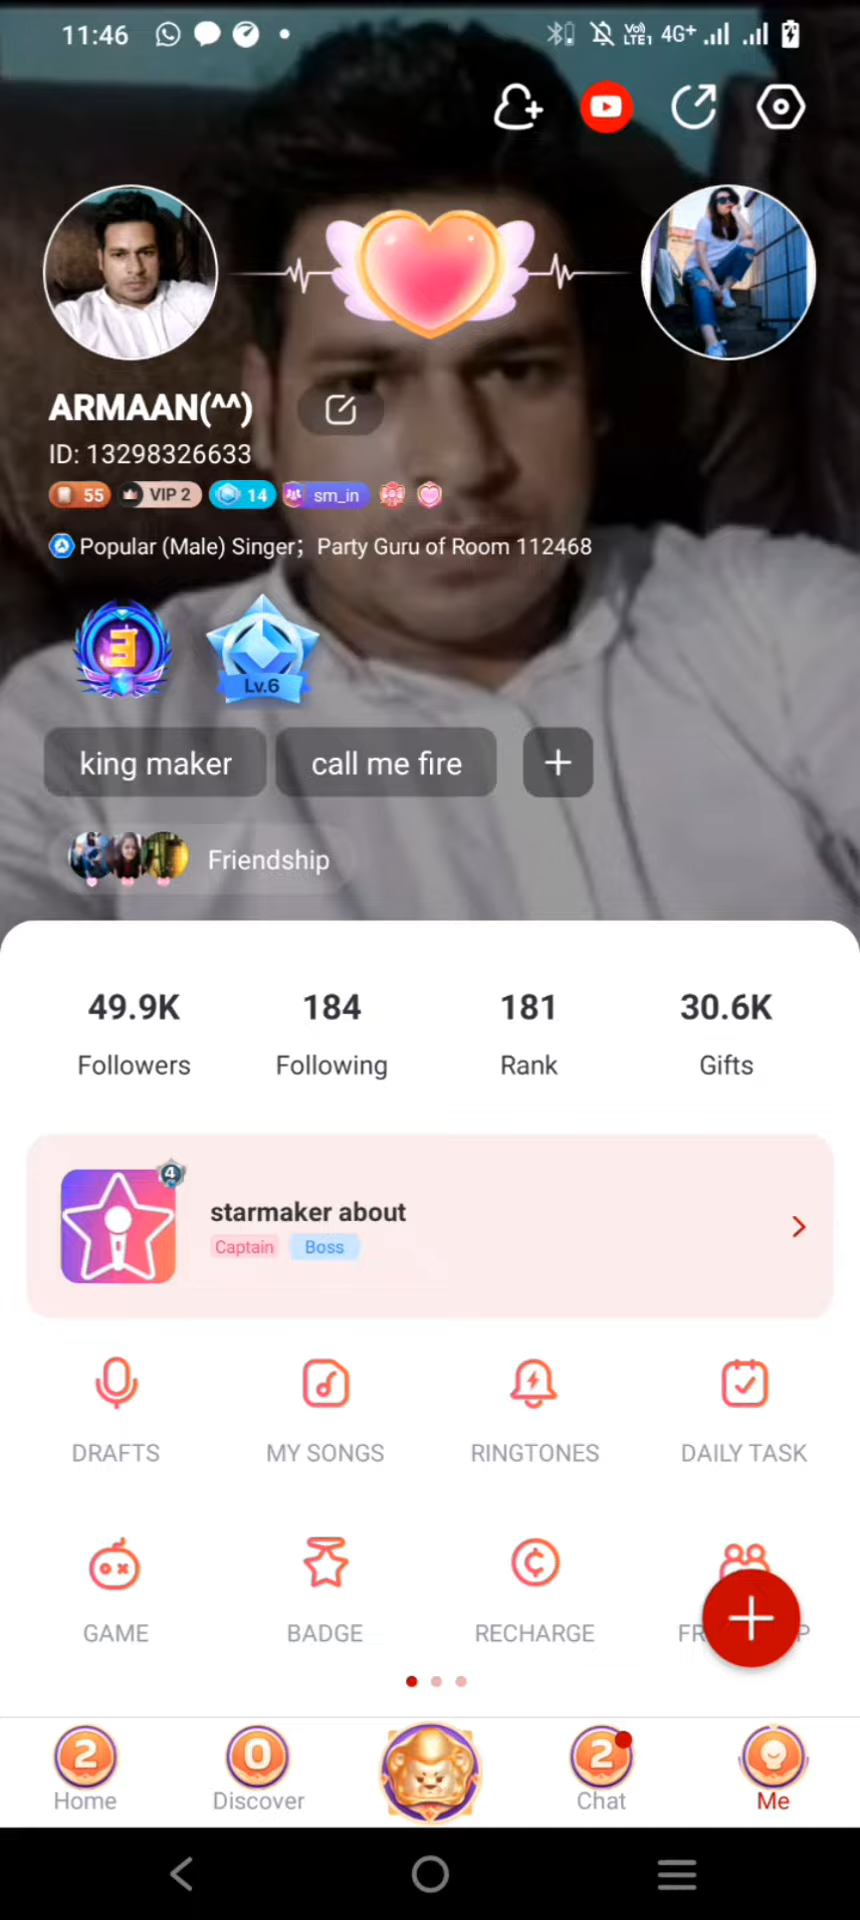 11:46
Vo) LTE1 4G+
ARMAAN(^^)
ID: 13298326633
55 VIP 2 14 sm_in
Popular (Male) Singer; Party Guru of Room 112468
3
Lv.6
king maker call me fire +
Friendship
49.9K 184 181 30.6K
Followers Following Rank Gifts
4
starmaker about
Captain Boss
DRAFTS MY SONGS RINGTONES DAILY TASK
GAME BADGE RECHARGE
2 0 2
Home Discover Chat Me